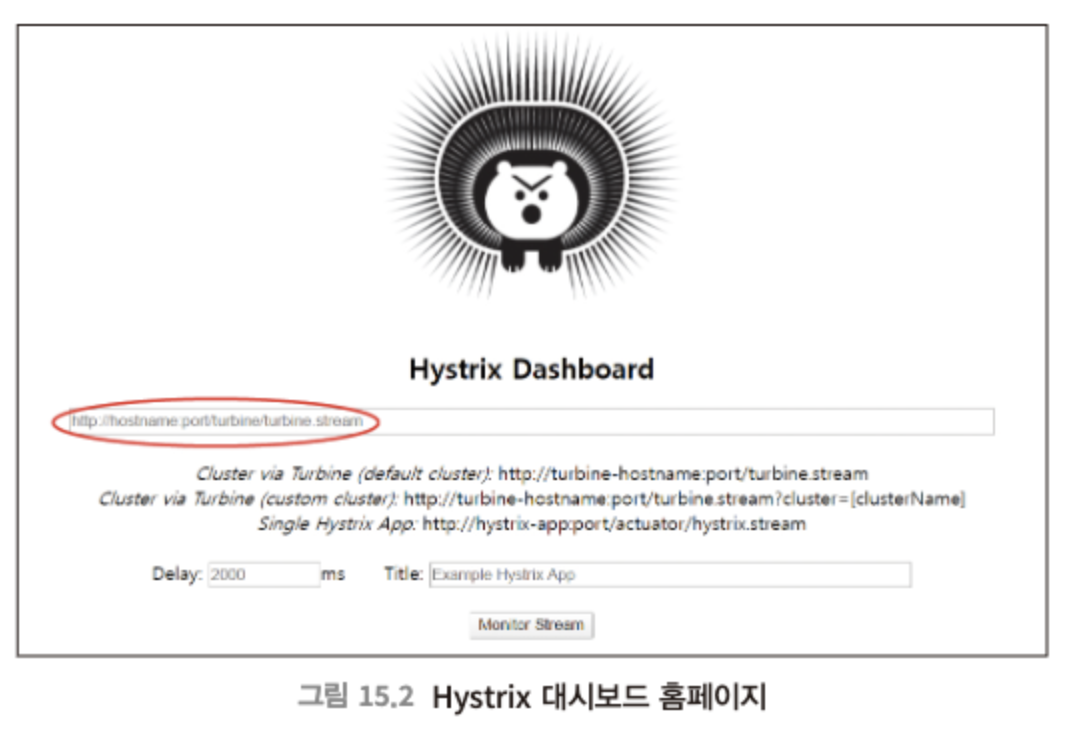 Hystrix Dashboard
http://hostname:port/turbine/turbine.stream
Cluster via Turbine (default cluster): http://turbine-hostname:port/turbine.stream
Cluster via Turbine (custom cluster): http://turbine-hostname:port/turbine.stream?cluster=[clusterName]
Single Hystrix App: http://hystrix-app:port/actuator/hystrix.stream
Delay: 2000 ms Title: Example Hystrix App
Monitor Stream
그림 15.2 Hystrix 대시보드 홈페이지